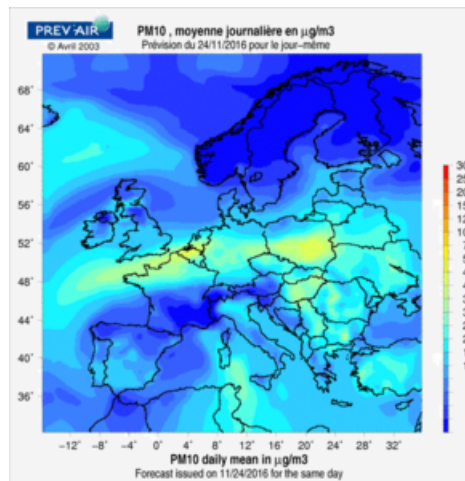 PREV'AIR
© Avril 2003
PM10 , moyenne journalière en µg/m3
Prévision du 24/11/2016 pour le jour-même
68°
64°
60°
56°
52°
48°
44°
40°
36°
−12° −8° −4° 0° 4° 8° 12° 16° 20° 24° 28° 32°
PM10 daily mean in µg/m3
Forecast issued on 11/24/2016 for the same day